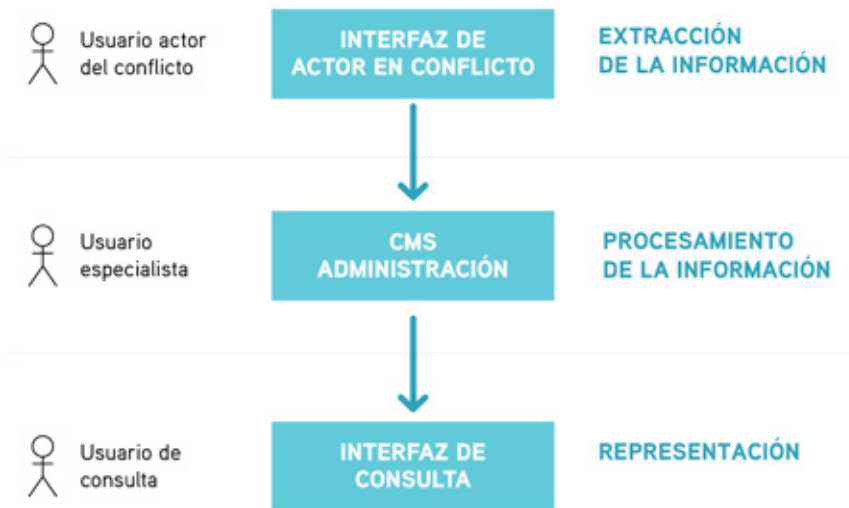 Usuario actor
del conflicto
INTERFAZ DE
ACTOR EN CONFLICTO
EXTRACCIÓN
DE LA INFORMACIÓN
Usuario
especialista
CMS
ADMINISTRACIÓN
PROCESAMIENTO
DE LA INFORMACIÓN
Usuario de
consulta
INTERFAZ DE
CONSULTA
REPRESENTACIÓN